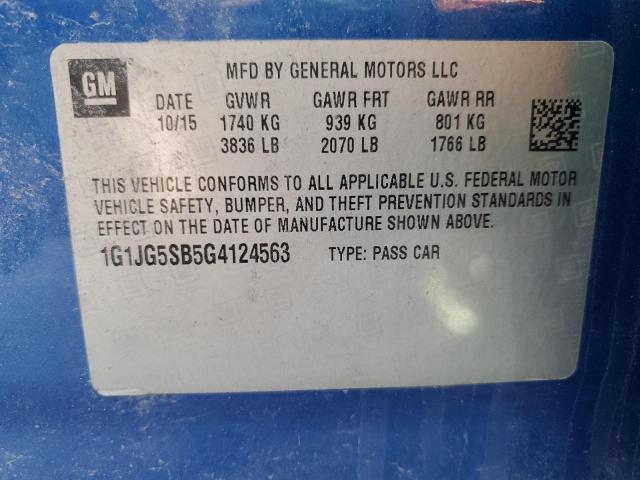 GM
MFD BY GENERAL MOTORS LLC
DATE GVWR GAWR FRT GAWR RR
10/15 1740 KG 939 KG 801 KG
3836 LB 2070 LB 1766 LB
THIS VEHICLE CONFORMS TO ALL APPLICABLE U.S. FEDERAL MOTOR
VEHICLE SAFETY, BUMPER, AND THEFT PREVENTION STANDARDS IN
EFFECT ON THE DATE OF MANUFACTURE SHOWN ABOVE.
1G1JG5SB5G4124563 TYPE: PASS CAR